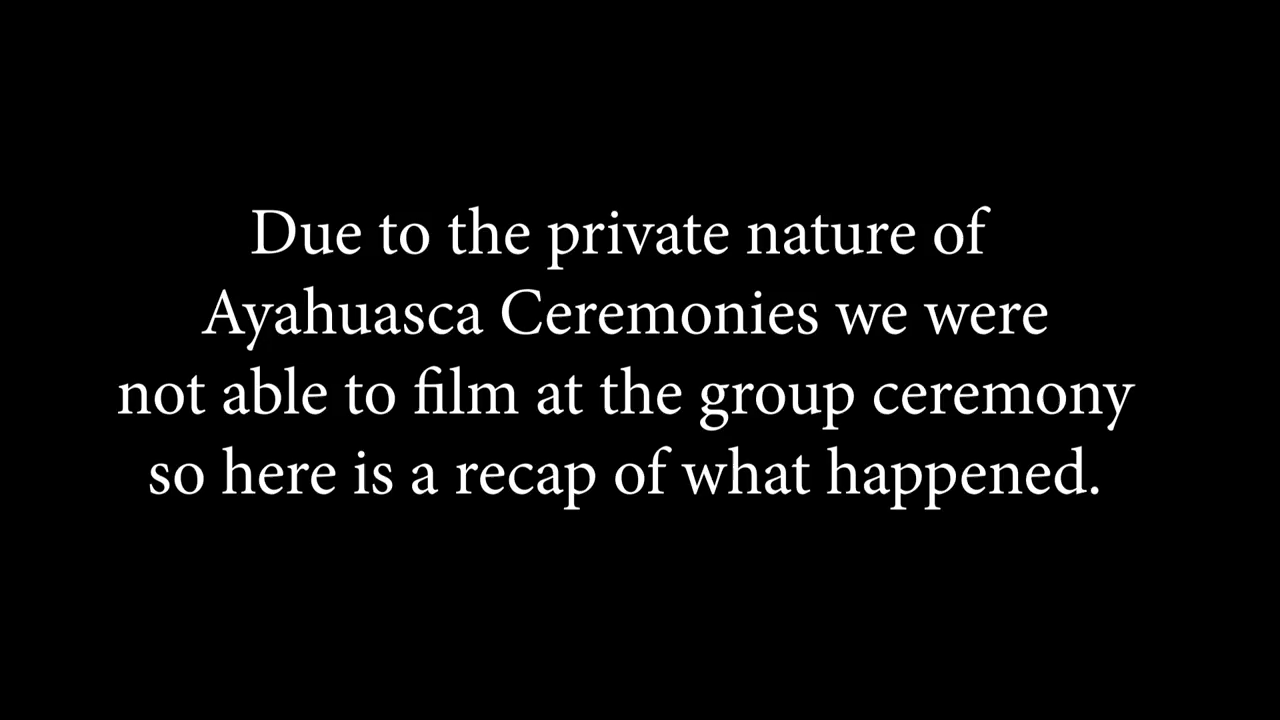 Due to the private nature of
Ayahuasca Ceremonies we were
not able to film at the group ceremony
so here is a recap of what happened.